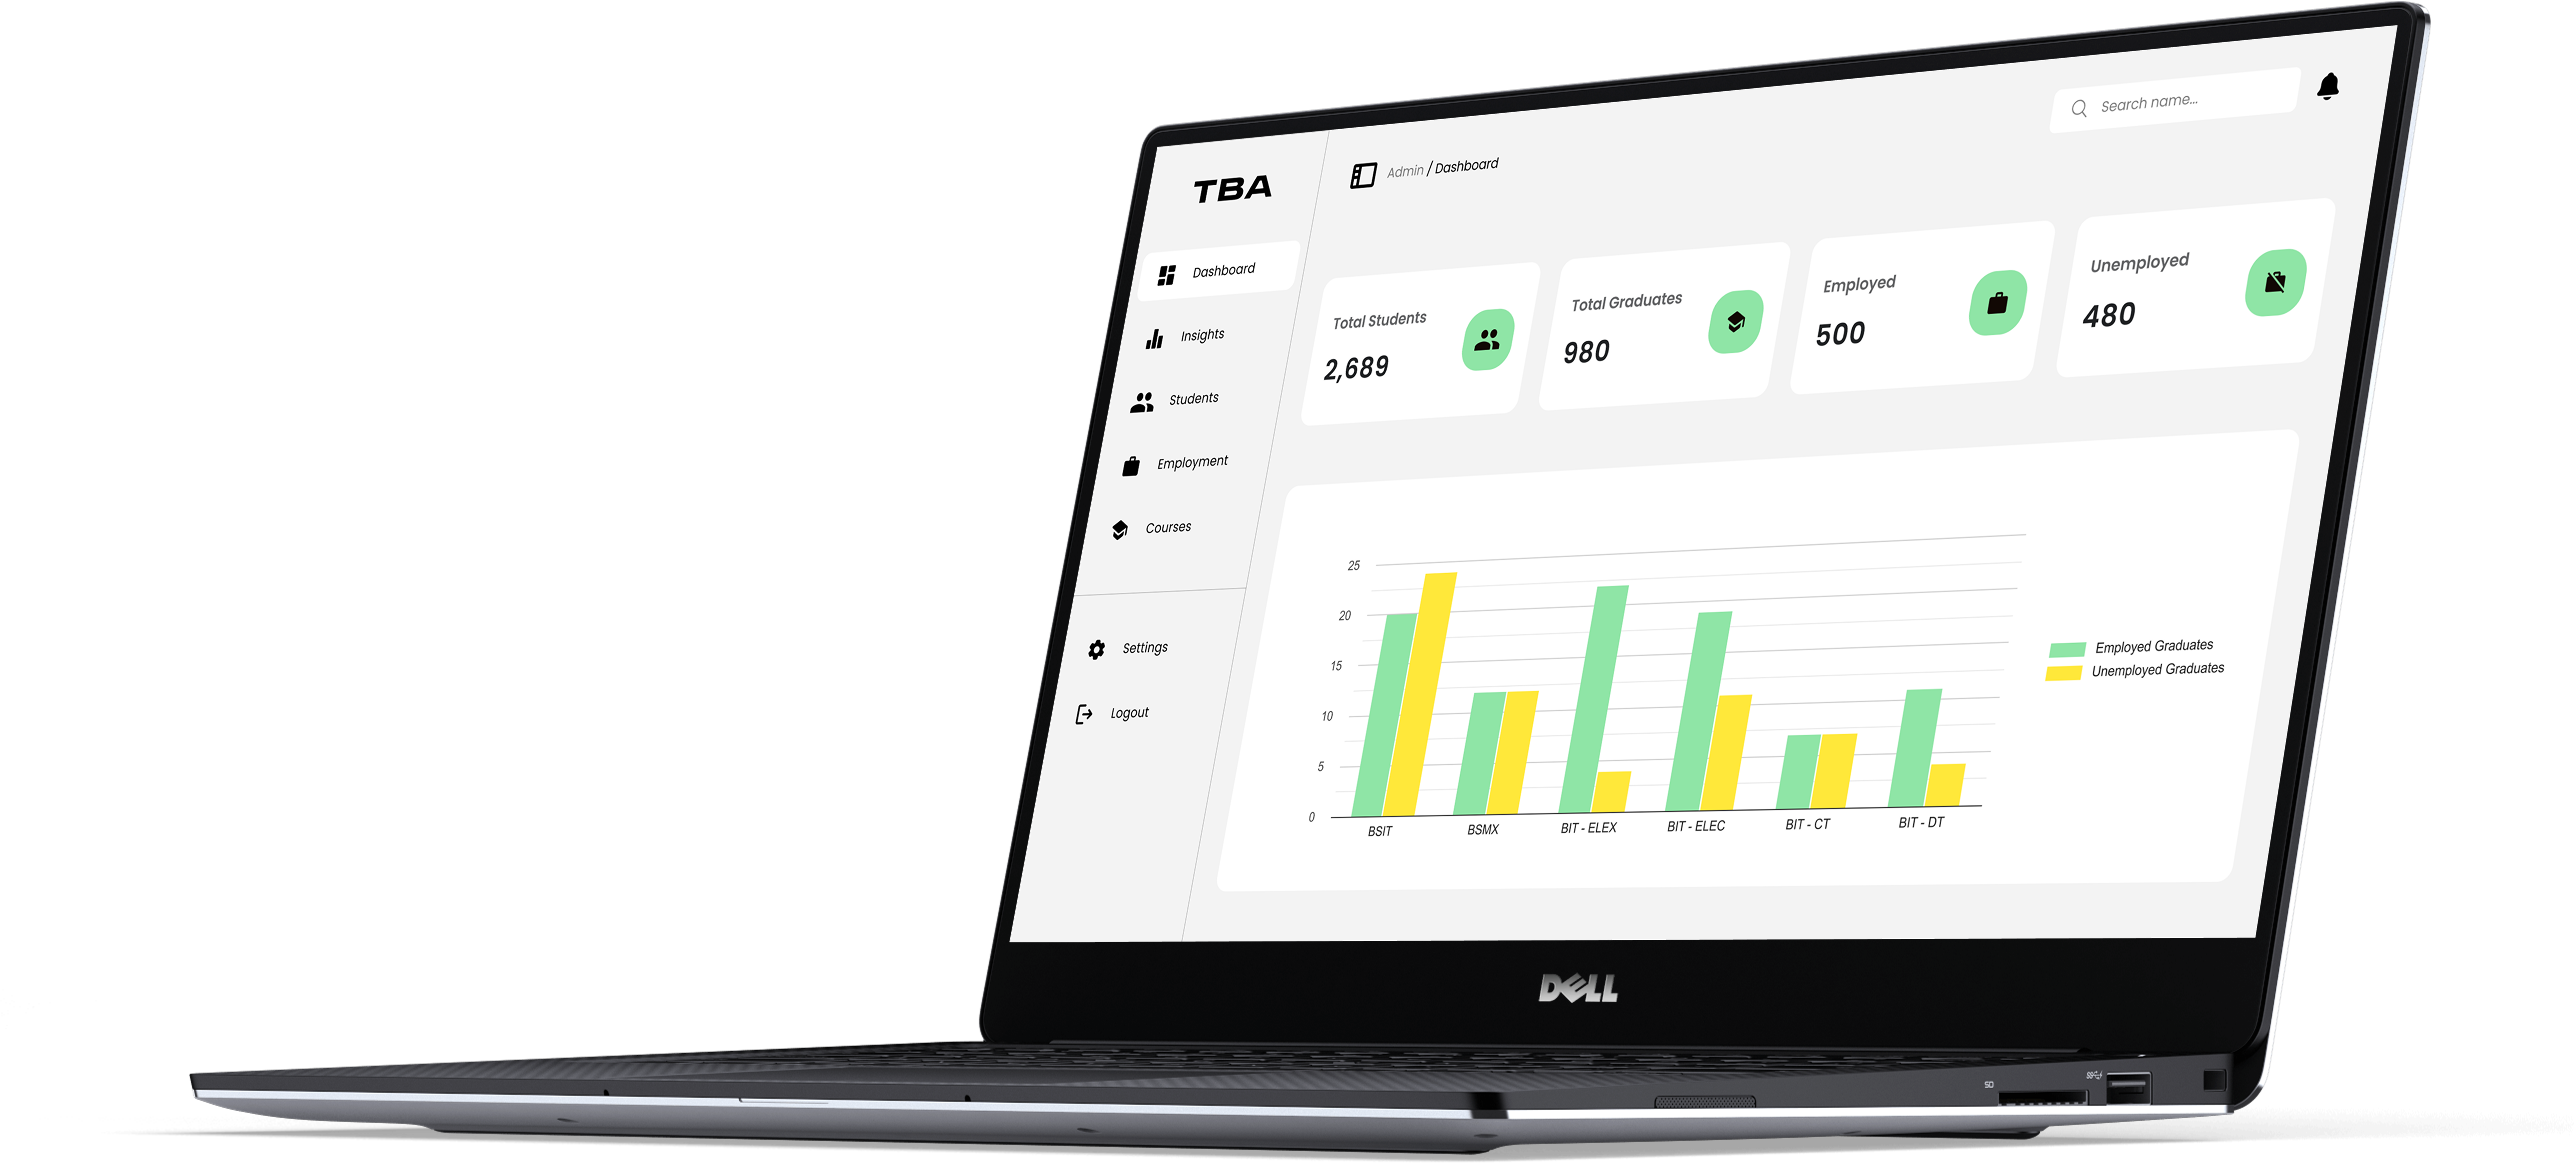 TBA
Admin / Dashboard
Search name...
Dashboard
Insights
Students
Employment
Courses
Settings
Logout
Total Students
2,689
Total Graduates
980
Employed
500
Unemployed
480
25
20
15
10
5
0
BSIT
BSMX
BIT - ELEX
BIT - ELEC
BIT - CT
BIT - DT
Employed Graduates
Unemployed Graduates
DELL
SD